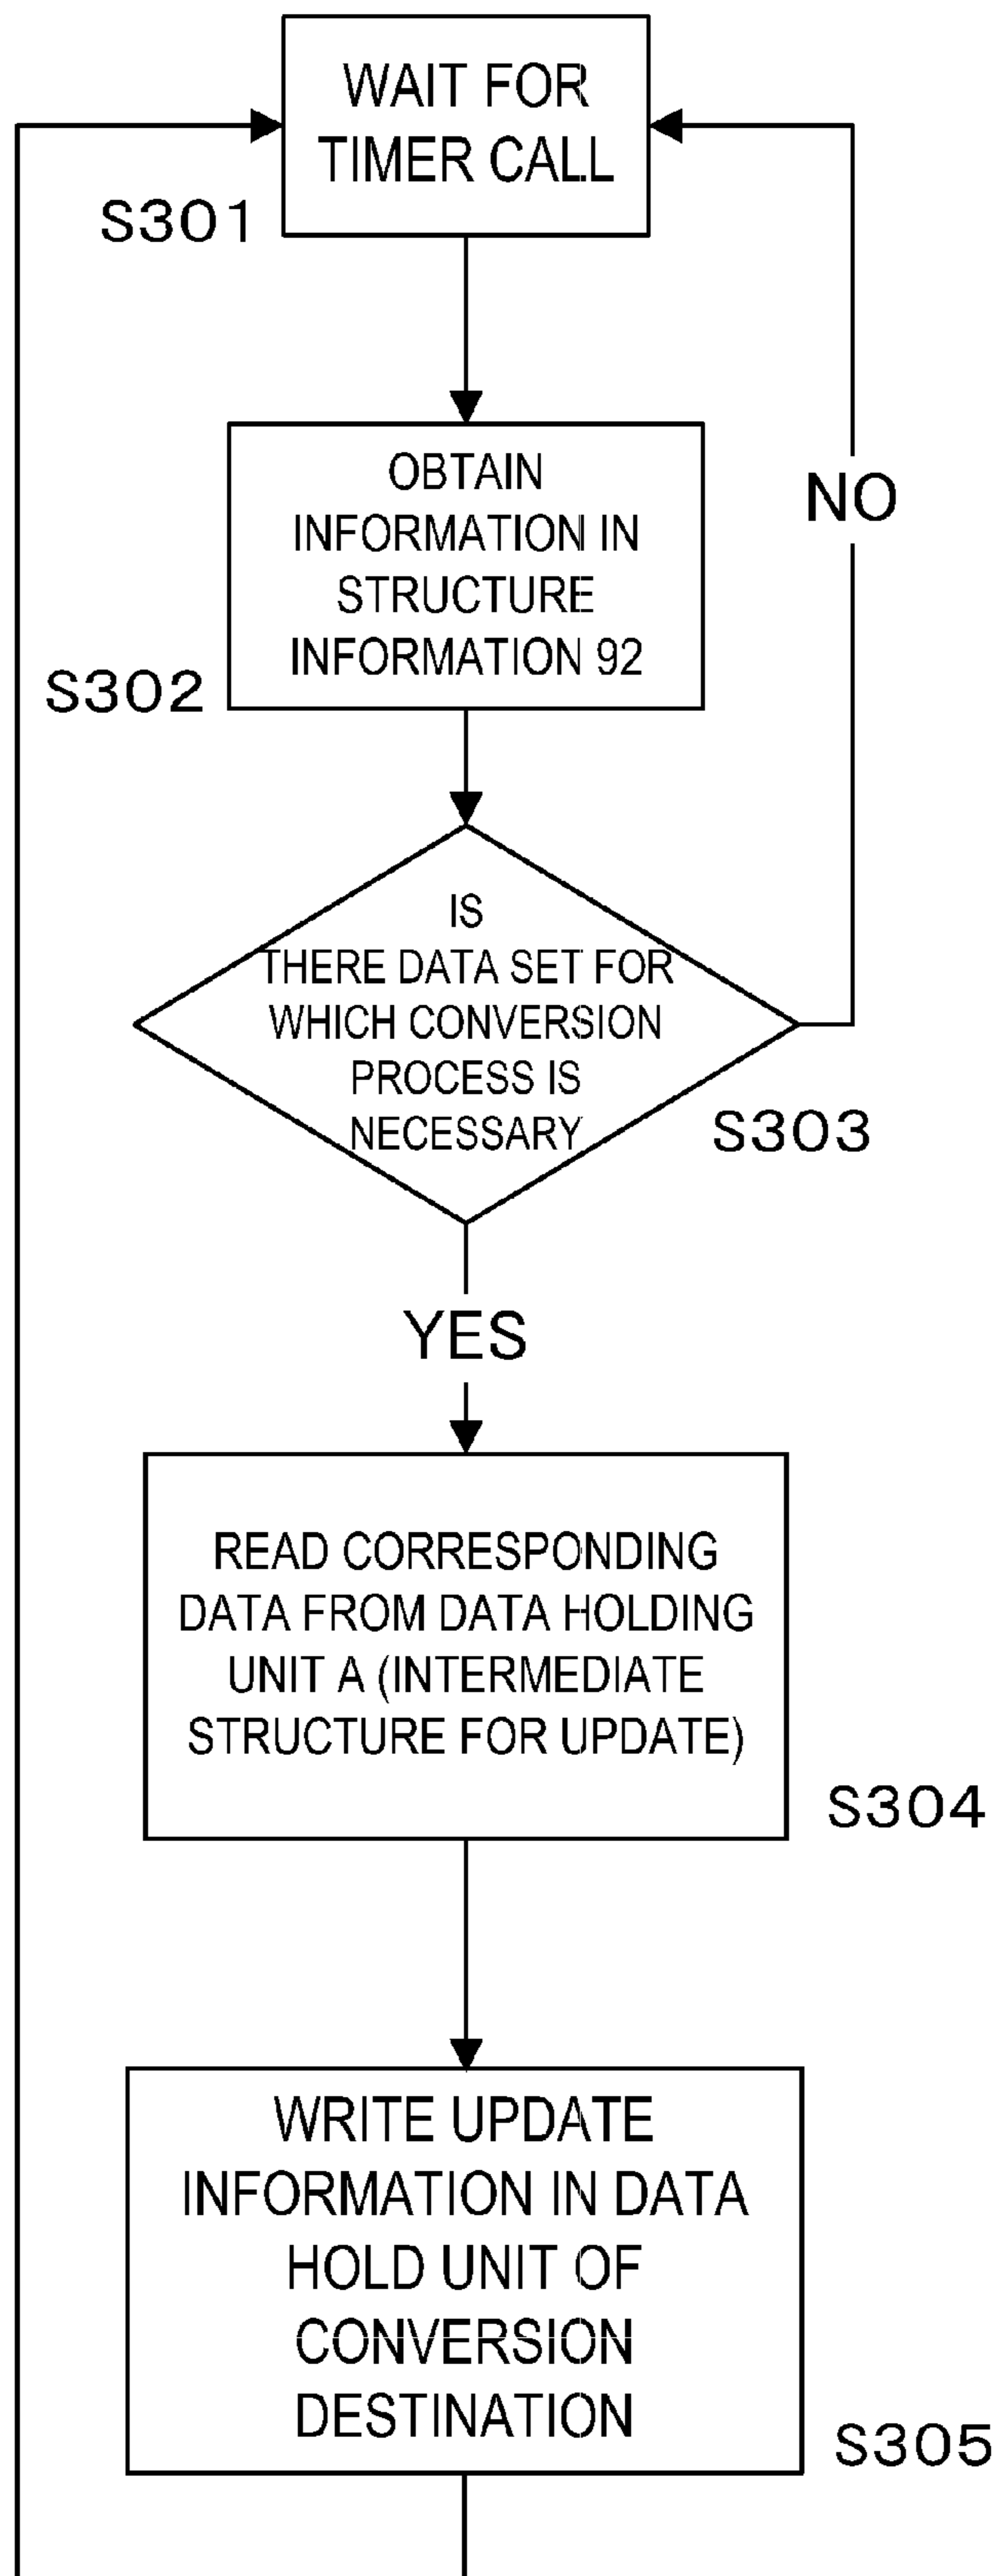 WAIT FOR
TIMER CALL
S301
OBTAIN
INFORMATION IN
STRUCTURE
INFORMATION 92
S302
NO
IS
THERE DATA SET FOR
WHICH CONVERSION
PROCESS IS
NECESSARY
S303
YES
READ CORRESPONDING
DATA FROM DATA HOLDING
UNIT A (INTERMEDIATE
STRUCTURE FOR UPDATE)
S304
WRITE UPDATE
INFORMATION IN DATA
HOLD UNIT OF
CONVERSION
DESTINATION
S305